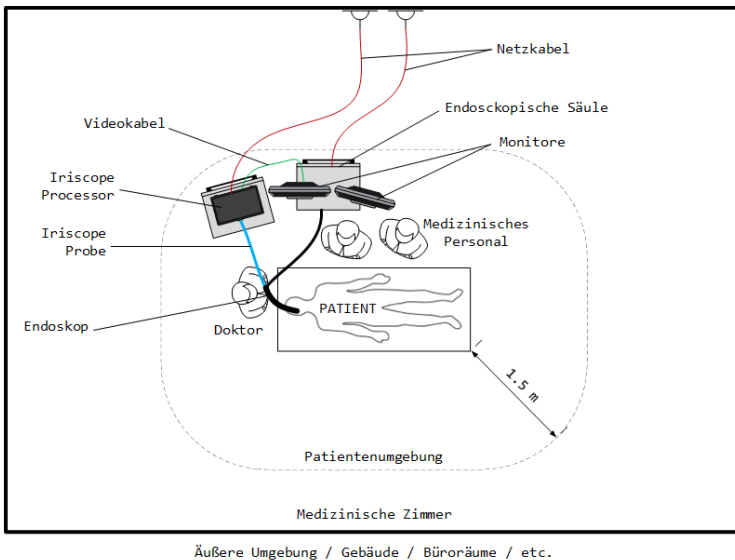 Netzkabel
Endosckopische Säule
Videokabel
Monitore
Iriscope
Processor
Medizinisches
Personal
Iriscope
Probe
PATIENT
Endoskop
Doktor
1.5 m
Patientenumgebung
Medizinische Zimmer
Äußere Umgebung / Gebäude / Büroräume / etc.